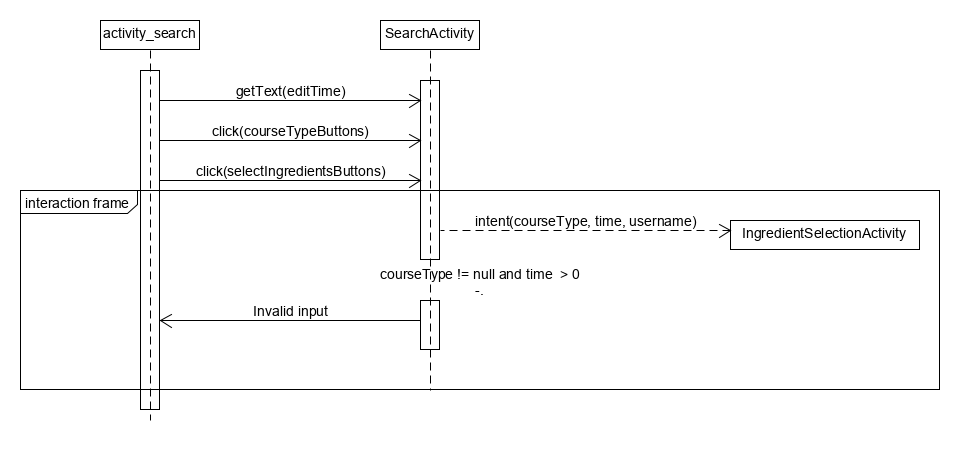 activity_search
SearchActivity
getText(editTime)
click(courseTypeButtons)
click(selectIngredientsButtons)
interaction frame
intent(courseType, time, username)
IngredientSelectionActivity
courseType != null and time  > 0
-.
Invalid input